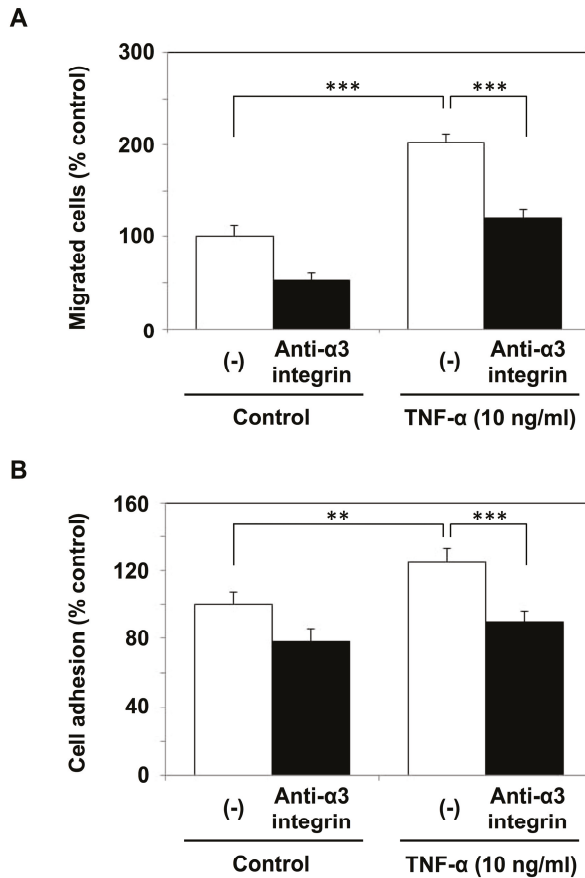 A
Migrated cells (% control)
300
200
100
0
***
***
(-)
Anti-α3
integrin
(-)
Anti-α3
integrin
Control
TNF-α (10 ng/ml)
B
Cell adhesion (% control)
160
120
80
40
0
**
***
(-)
Anti-α3
integrin
(-)
Anti-α3
integrin
Control
TNF-α (10 ng/ml)